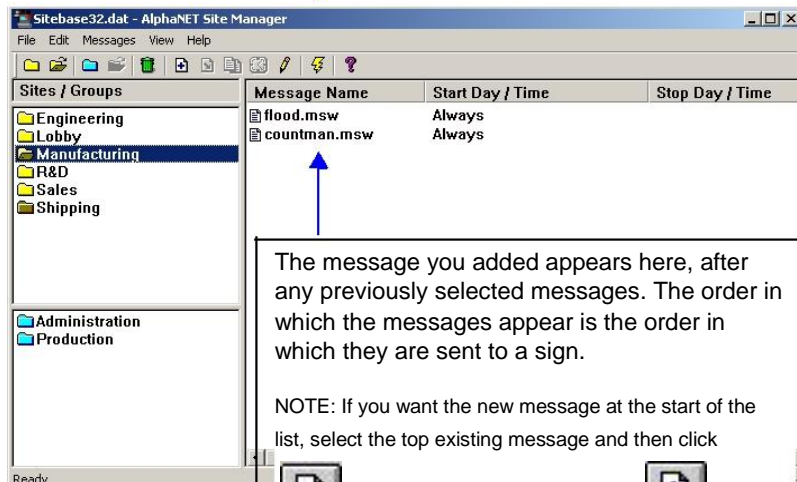 Sitebase32.dat - AlphaNET Site Manager
File Edit Messages View Help
Sites / Groups
Message Name Start Day / Time Stop Day / Time
Engineering
Lobby
Manufacturing
R&D
Sales
Shipping
flood.msw Always
countman.msw Always
The message you added appears here, after
any previously selected messages. The order in
which the messages appear is the order in
which they are sent to a sign.
NOTE: If you want the new message at the start of the
list, select the top existing message and then click
Administration
Production
Ready